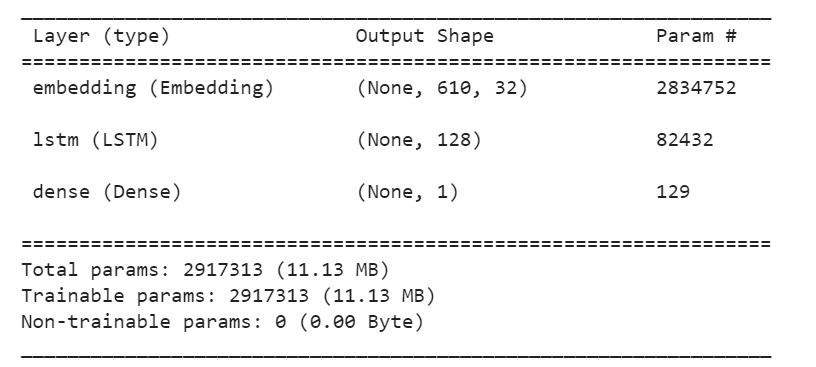 Layer (type) Output Shape Param #
=================================================================
embedding (Embedding) (None, 610, 32) 2834752
lstm (LSTM) (None, 128) 82432
dense (Dense) (None, 1) 129
=================================================================
Total params: 2917313 (11.13 MB)
Trainable params: 2917313 (11.13 MB)
Non-trainable params: 0 (0.00 Byte)